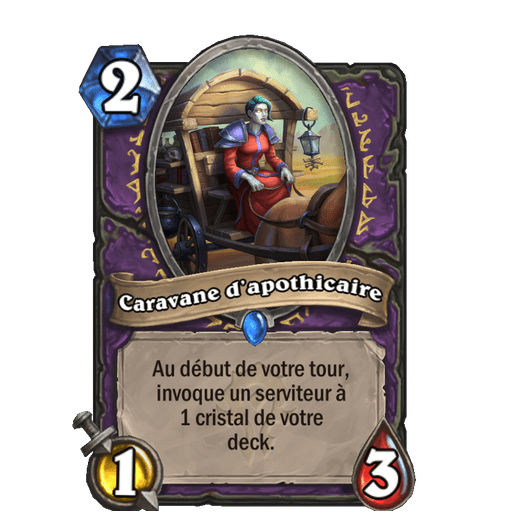 2
Caravane d'apothicaire
Au début de votre tour,
invoque un serviteur à
1 cristal de votre
deck.
1
3